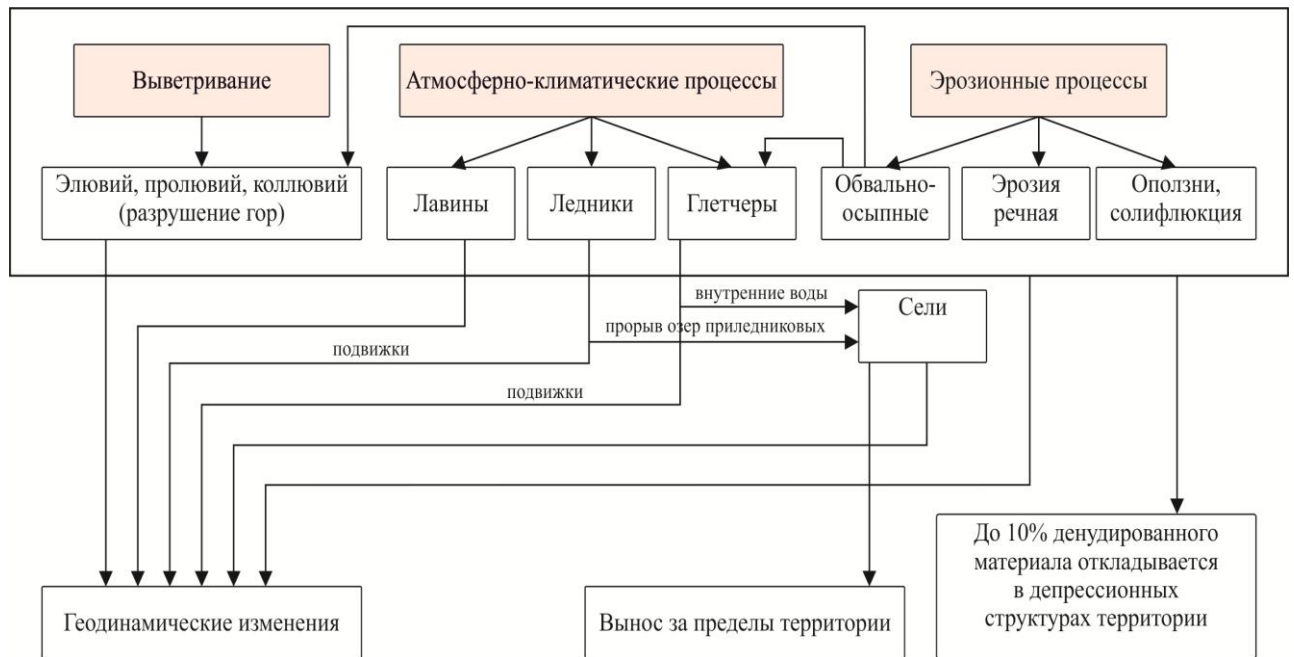 Выветривание
Атмосферно-климатические процессы
Эрозионные процессы
Элювий, пролювий, коллювий
(разрушение гор)
Лавины
Ледники
Глетчеры
Обвально-
осыпные
Эрозия
речная
Оползни,
солифлюкция
внутренние воды
Сели
прорыв озер приледниковых
подвижки
подвижки
Геодинамические изменения
Вынос за пределы территории
До 10% денудированного
материала откладывается
в депрессионных
структурах территории